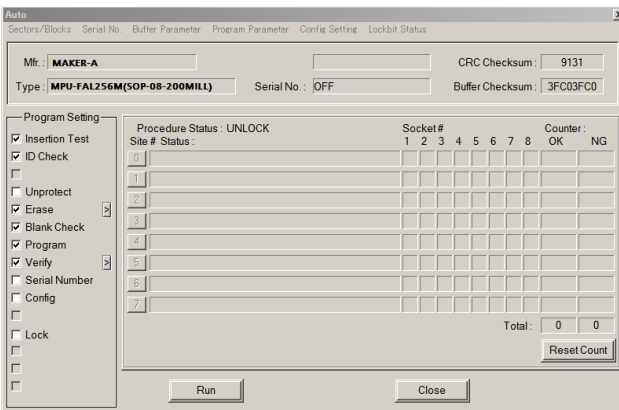 Auto
Sectors/Blocks Serial No. Buffer Parameter Program Parameter Config Setting Lockbit Status
Mfr. : MAKER-A CRC Checksum : 9131
Type : MPU-FAL256M(SOP-08-200MILL) Serial No. : OFF Buffer Checksum : 3FC03FC0
Program Setting
Insertion Test
ID Check
Unprotect
Erase >
Blank Check
Program
Verify >
Serial Number
Config
Lock
Procedure Status : UNLOCK Socket# Counter :
Site # Status : 1 2 3 4 5 6 7 8 OK NG
0
1
2
3
4
5
6
7
Total : 0 0
Reset Count
Run Close